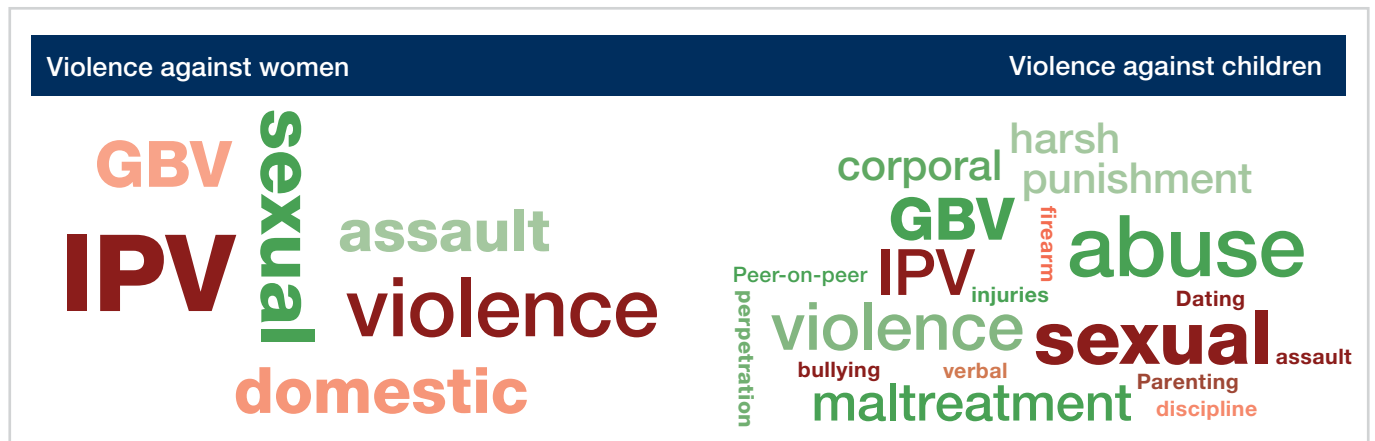 Violence against women
Violence against children
GBV
sexual
assault
IPV
violence
domestic
harsh
corporal
punishment
GBV
firearm
abuse
IPV
Peer-on-peer
injuries
Dating
perpetration
violence
sexual
assault
bullying
verbal
Parenting
maltreatment
discipline